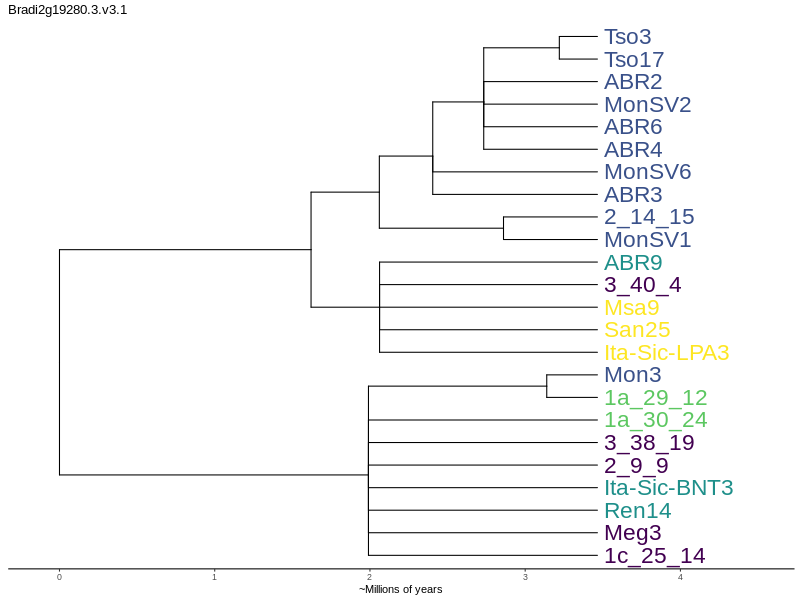 Bradi2g19280.3.v3.1
Tso3
Tso17
ABR2
MonSV2
ABR6
ABR4
MonSV6
ABR3
2_14_15
MonSV1
ABR9
3_40_4
Msa9
San25
Ita-Sic-LPA3
Mon3
1a_29_12
1a_30_24
3_38_19
2_9_9
Ita-Sic-BNT3
Ren14
Meg3
1c_25_14
0 1 2 3 4
~Millions of years